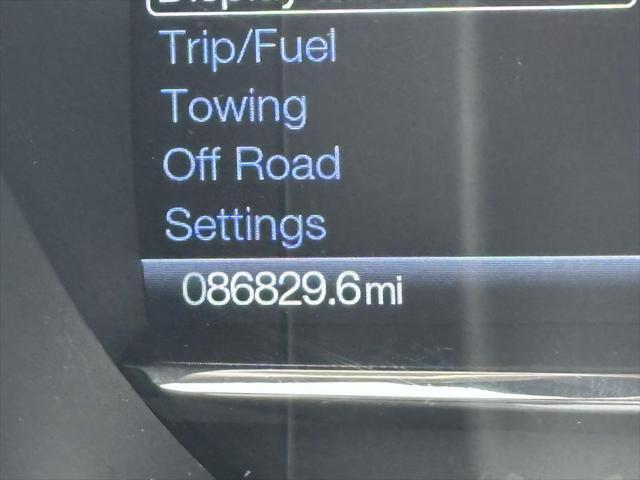 Trip/Fuel
Towing
Off Road
Settings
086829.6mi